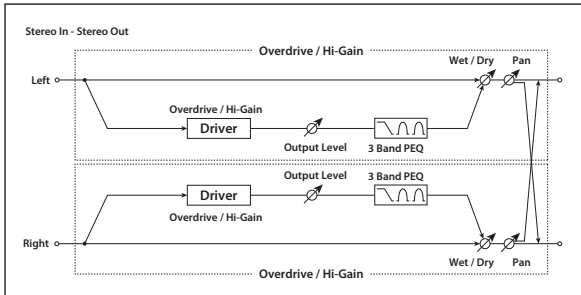 Stereo In - Stereo Out
Overdrive / Hi-Gain
Wet / Dry Pan
Left
Overdrive / Hi-Gain
Driver
Output Level 3 Band PEQ
Output Level 3 Band PEQ
Driver
Overdrive / Hi-Gain
Right
Wet / Dry Pan
Overdrive / Hi-Gain